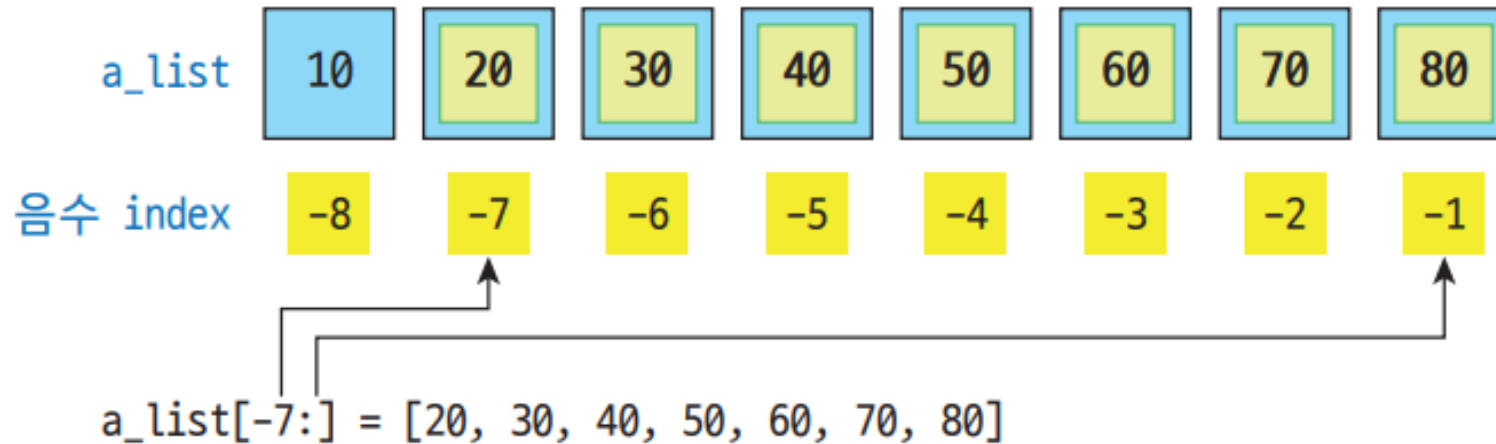 a_list 10 20 30 40 50 60 70 80
음수 index -8 -7 -6 -5 -4 -3 -2 -1
a_list[-7:] = [20, 30, 40, 50, 60, 70, 80]